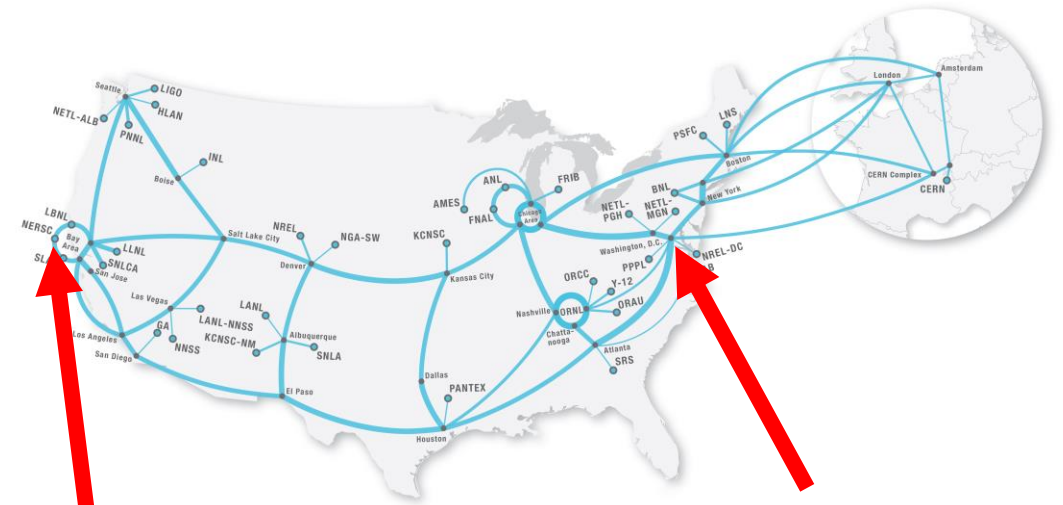 Seattle
LIGO
HLAN
NETL-ALB
PNNL
INL
Boise
LBNL
NERSC
Bay
Area
LLNL
SL
SNLCA
San Jose
Salt Lake City
NREL
NGA-SW
Denver
KCNSC
Kansas City
Las Vegas
LANL-NNSS
GA
NNSS
Los Angeles
San Diego
LANL
KCNSC-NM
Albuquerque
SNLA
El Paso
Dallas
PANTEX
Houston
AMES
ANL
FNAL
Chicago
Area
FRIB
PSFC
LNS
Boston
BNL
New York
NETL-
PGH
NETL-
MGN
Washington, D.C.
NREL-DC
B
PPPL
ORCC
Y-12
Nashville
ORNL
ORAU
Chatta-
nooga
Atlanta
SRS
London
Amsterdam
CERN Complex
CERN